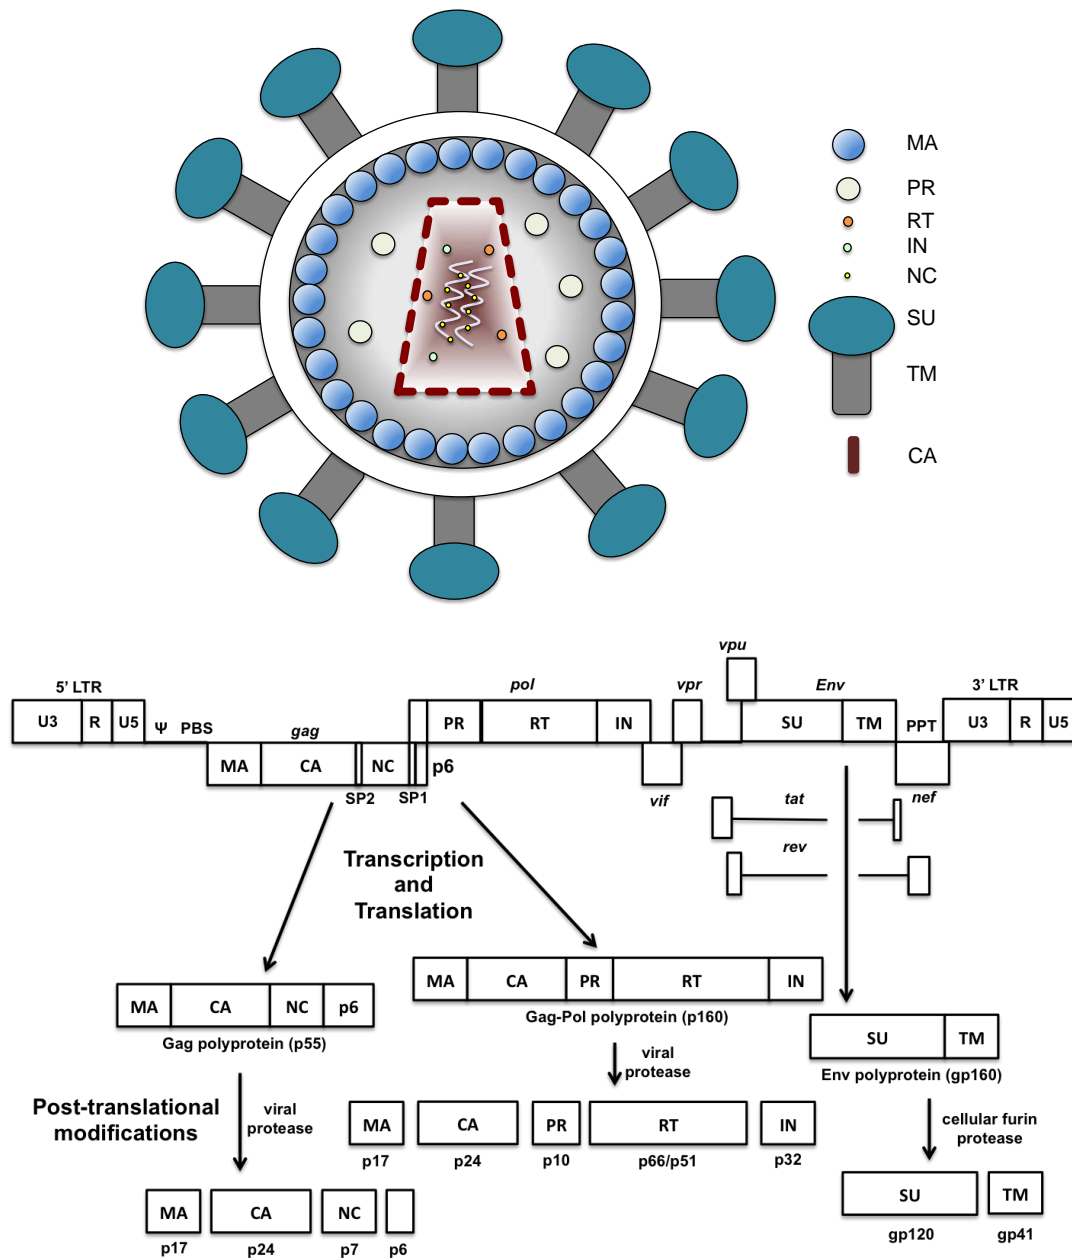 MA
PR
RT
IN
NC
SU
TM
CA
vpu
5’ LTR
pol
vpr
Env
3’ LTR
U3 R U5 Ψ PBS gag PR RT IN SU TM PPT U3 R U5
MA CA NC p6
SP2 SP1 vif tat nef
rev
Transcription
and
Translation
MA CA NC p6
Gag polyprotein (p55)
MA CA PR RT IN
Gag-Pol polyprotein (p160)
SU TM
Env polyprotein (gp160)
Post-translational
modifications
viral
protease
viral
protease
cellular furin
protease
MA CA PR RT IN
p17 p24 p10 p66/p51 p32
MA CA NC
p17 p24 p7 p6
SU TM
gp120 gp41